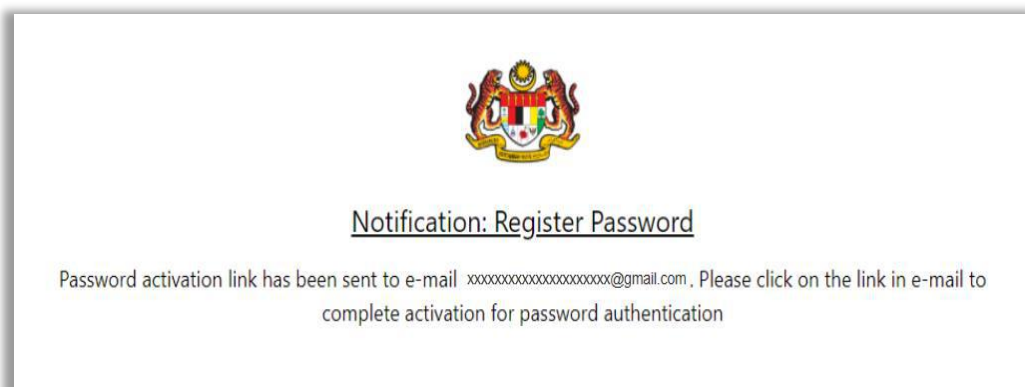 Notification: Register Password
Password activation link has been sent to e-mail xxxxxxxxxxxxxxxxxxxxx@gmail.com. Please click on the link in e-mail to
complete activation for password authentication